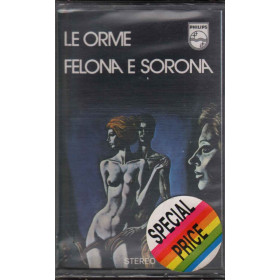 LE ORME
PHILIPS
FELONA E SORONA
SPECIAL
PRICE
STEREO